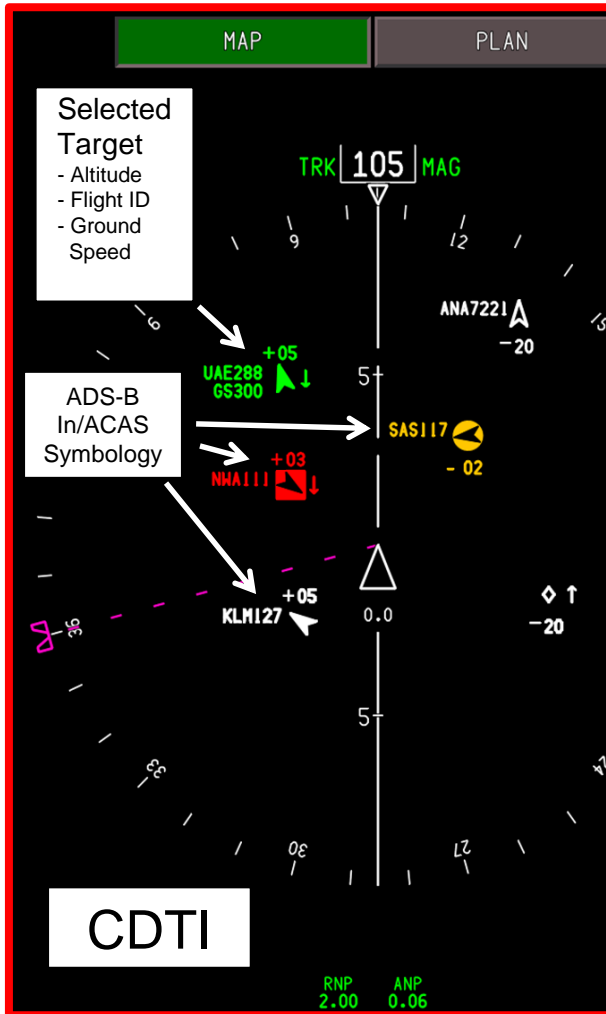 MAP
PLAN
Selected
Target
- Altitude
- Flight ID
- Ground
Speed
TRK 105 MAG
9
12
6
15
ANA7221
-20
+05
UAE288
GS300
5
ADS-B
In/ACAS
Symbology
SAS117
- 02
+03
NWA111
+05
KLM127
0.0
-20
36
5
33
24
30
27
CDTI
RNP
2.00
ANP
0.06